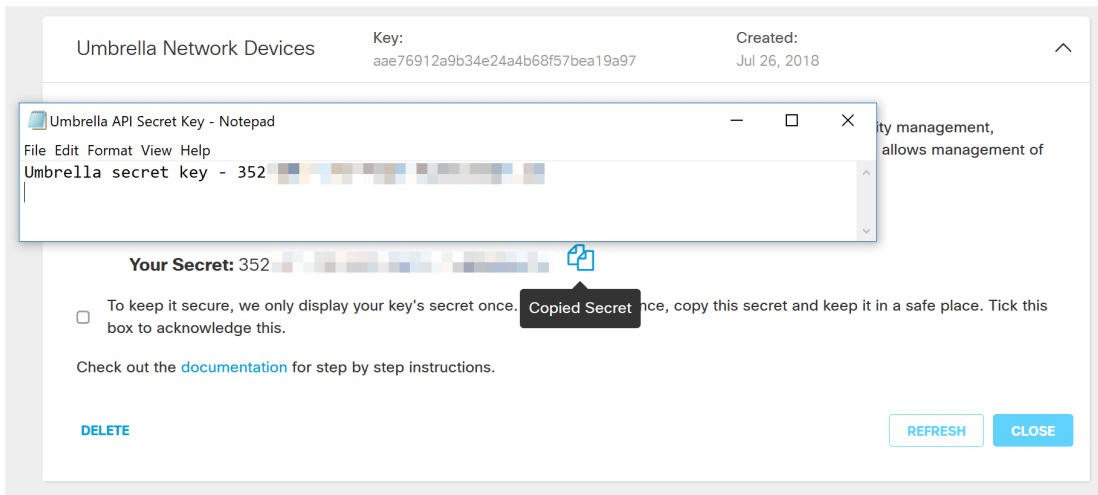 Umbrella Network Devices
Key:
aae76912a9b34e24a4b68f57bea19a97
Created:
Jul 26, 2018
Umbrella API Secret Key - Notepad
File Edit Format View Help
Umbrella secret key - 352
ity management,
allows management of
Your Secret: 352
Copied Secret
To keep it secure, we only display your key's secret once. nce, copy this secret and keep it in a safe place. Tick this
box to acknowledge this.
Check out the documentation for step by step instructions.
DELETE
REFRESH
CLOSE